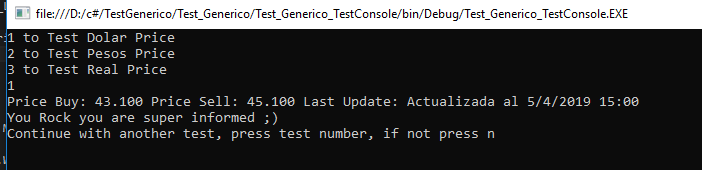 file:///D:/c#/TestGenerico/Test_Generico/Test_Generico_TestConsole/bin/Debug/Test_Generico_TestConsole.EXE
1 to Test Dolar Price
2 to Test Pesos Price
3 to Test Real Price
1
Price Buy: 43.100 Price Sell: 45.100 Last Update: Actualizada al 5/4/2019 15:00
You Rock you are super informed ;)
Continue with another test, press test number, if not press n